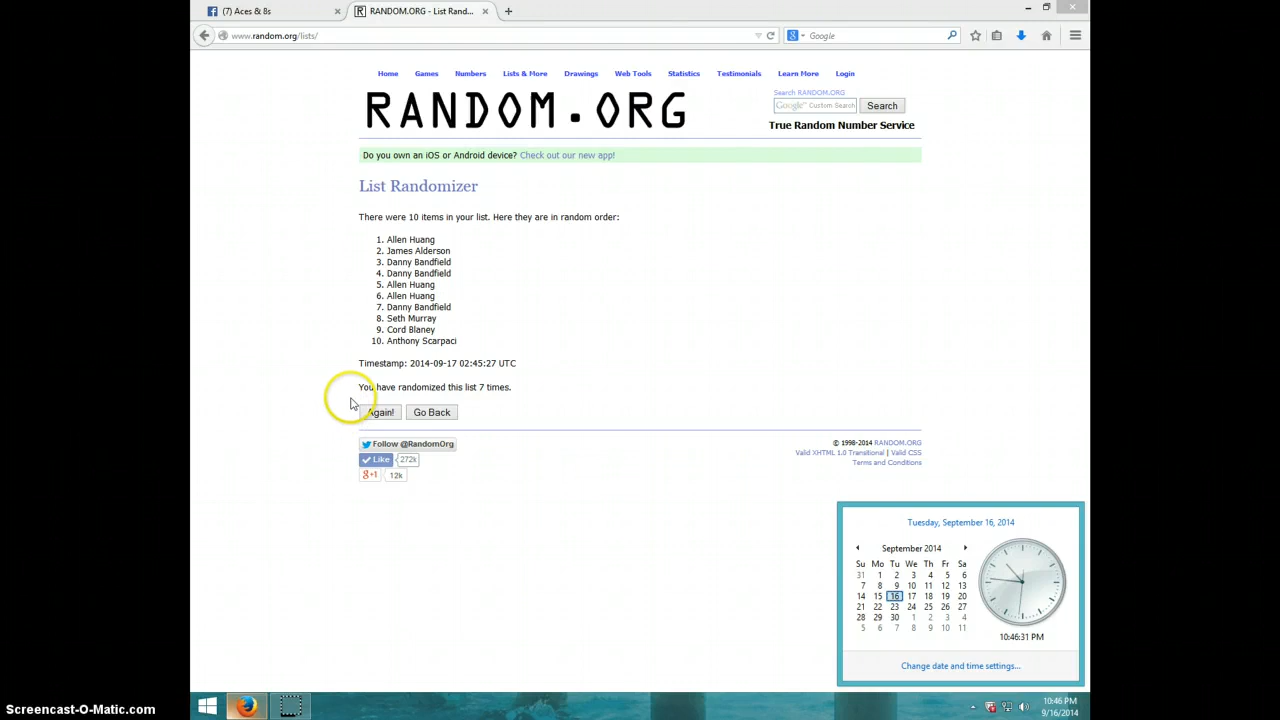 (7) Aces & 8s
RANDOM.ORG - List Rand...
www.random.org/lists/
Google
Home Games Numbers Lists & More Drawings Web Tools Statistics Testimonials Learn More Login
RANDOM.ORG
Search RANDOM.ORG
Google™ Custom Search Search
True Random Number Service
Do you own an iOS or Android device? Check out our new app!
List Randomizer
There were 10 items in your list. Here they are in random order:
1. Allen Huang
2. James Alderson
3. Danny Bandfield
4. Danny Bandfield
5. Allen Huang
6. Allen Huang
7. Danny Bandfield
8. Seth Murray
9. Cord Blaney
10. Anthony Scarpaci
Timestamp: 2014-09-17 02:45:27 UTC
You have randomized this list 7 times.
Again! Go Back
Follow @RandomOrg
Like 272k
g+1 12k
© 1998-2014 RANDOM.ORG
Valid XHTML 1.0 Transitional | Valid CSS
Terms and Conditions
Tuesday, September 16, 2014
September 2014
Su Mo Tu We Th Fr Sa
31 1 2 3 4 5 6
7 8 9 10 11 12 13
14 15 16 17 18 19 20
21 22 23 24 25 26 27
28 29 30 1 2 3 4
5 6 7 8 9 10 11
10:46:31 PM
Change date and time settings...
10:46 PM
9/16/2014
Screencast-O-Matic.com